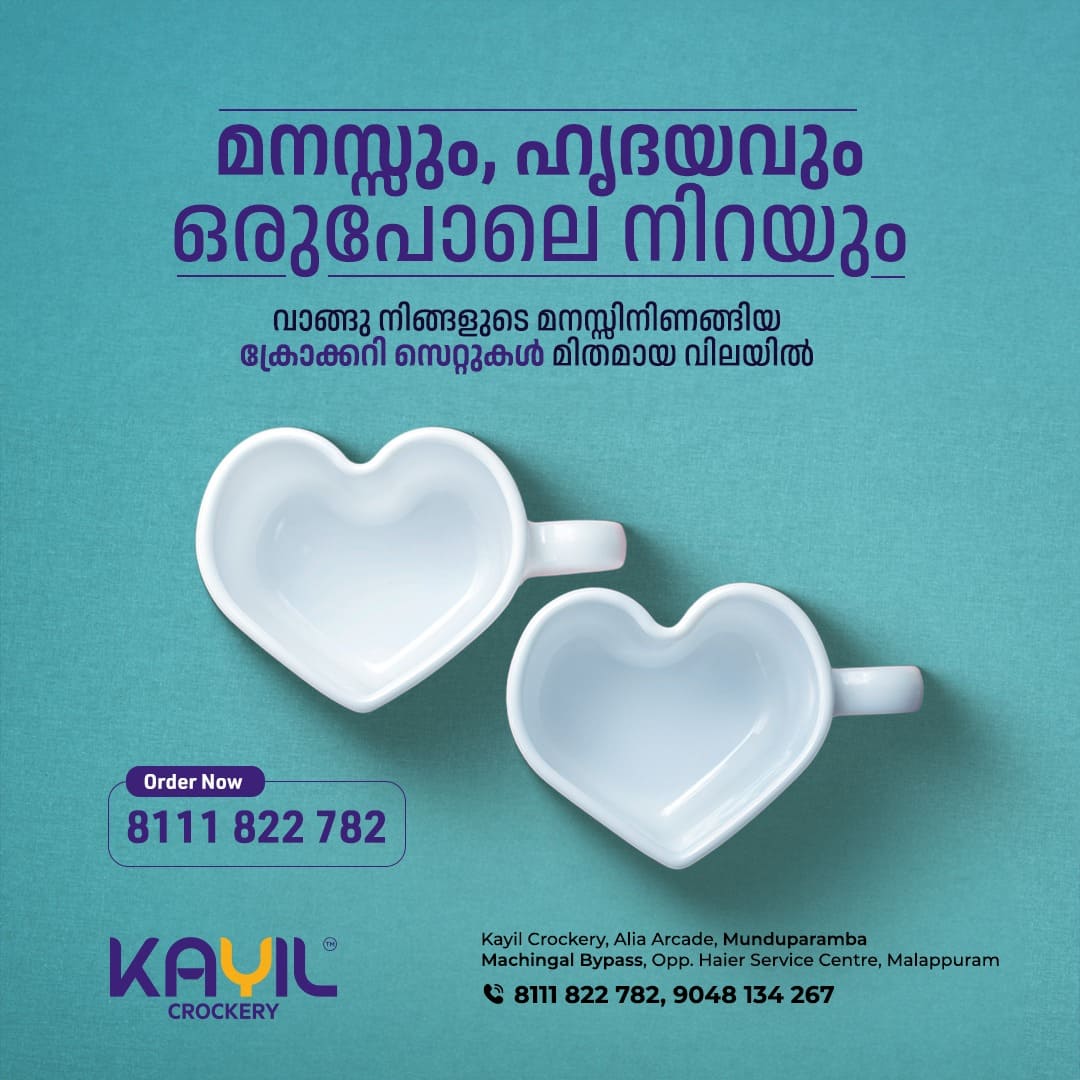 മനസ്സും, ഹൃദയവും
ഒരുപോലെ നിറയും
വാങ്ങു നിങ്ങളുടെ മനസ്സിനിണങ്ങിയ
ക്രോക്കറി സെറ്റുകൾ മിതമായ വിലയിൽ
Order Now
8111 822 782
KAYIL TM
CROCKERY
Kayil Crockery, Alia Arcade, Munduparamba
Machingal Bypass, Opp. Haier Service Centre, Malappuram
8111 822 782, 9048 134 267